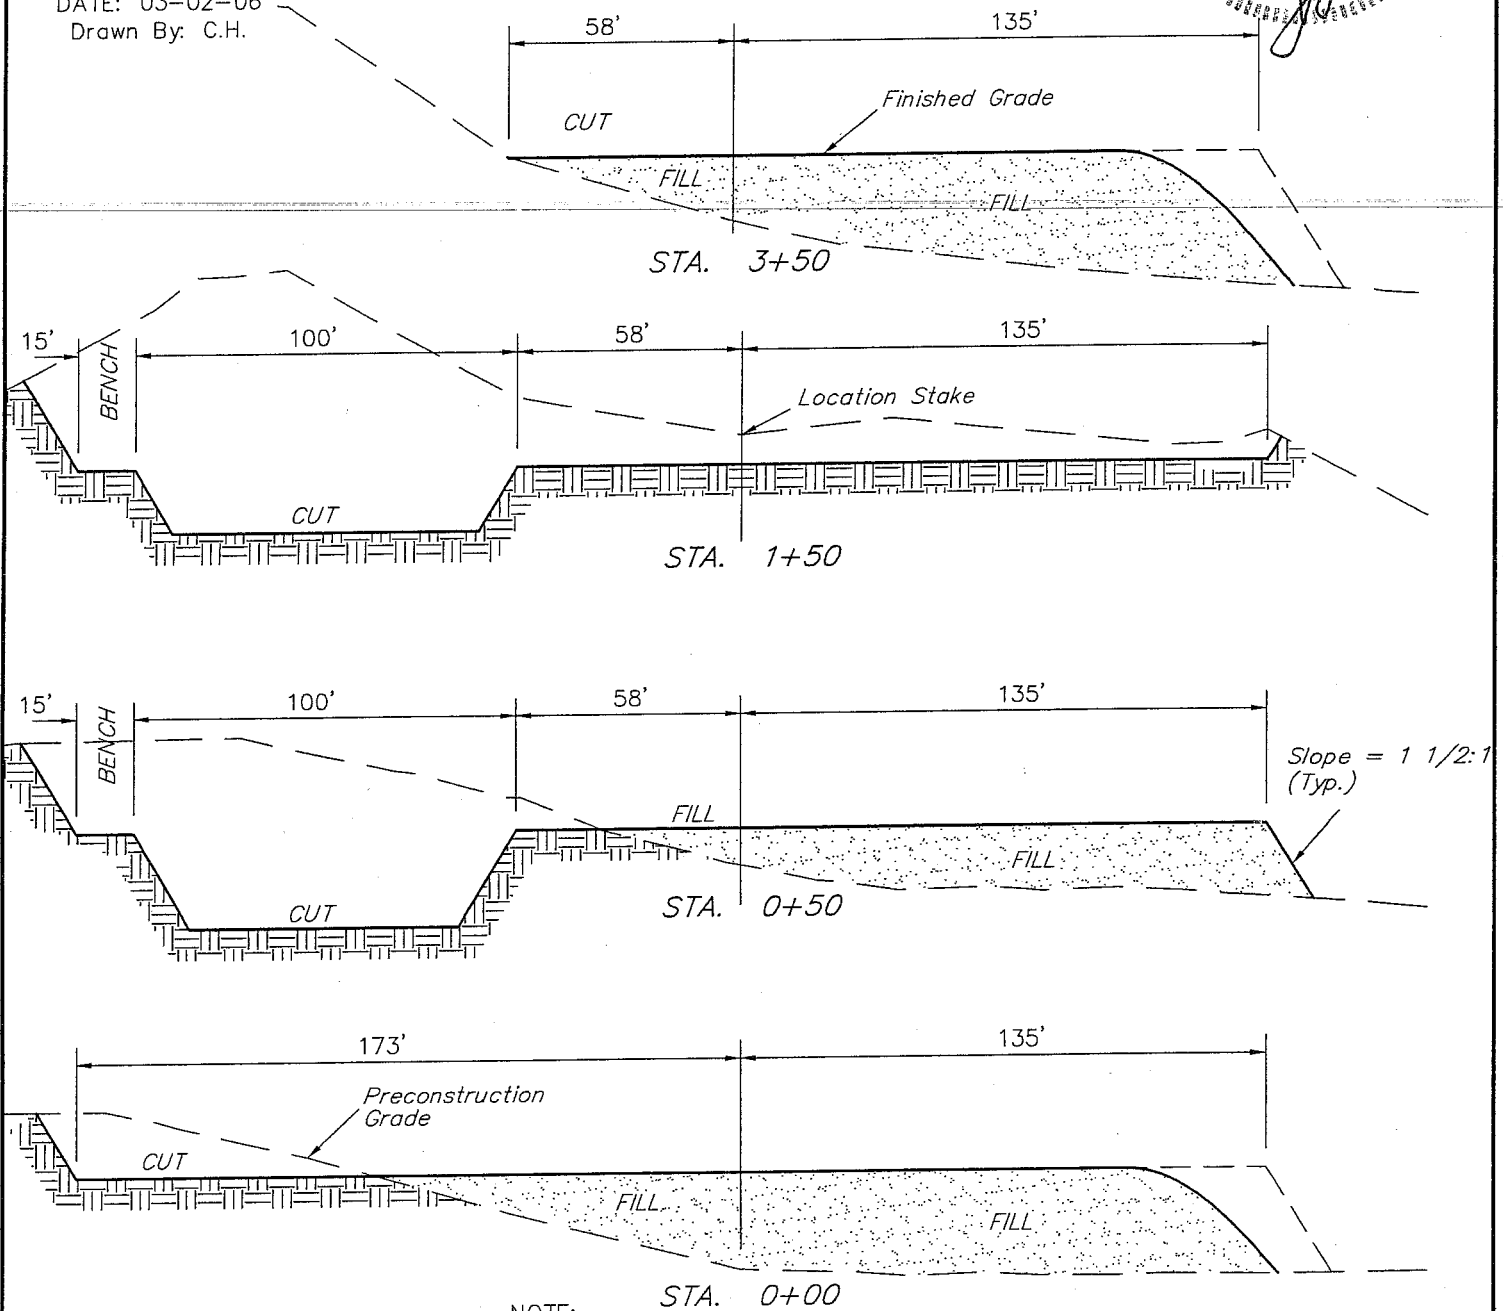 DATE: 03-02-06
Drawn By: C.H.
58' 135'
Finished Grade
CUT
FILL
FILL
STA. 3+50
15' BENCH 100' 58' 135'
Location Stake
CUT
STA. 1+50
15' BENCH 100' 58' 135'
Slope = 1 1/2:1
(Typ.)
FILL
FILL
CUT
STA. 0+50
173' 135'
Preconstruction
Grade
CUT
FILL
FILL
STA. 0+00
NOTE: